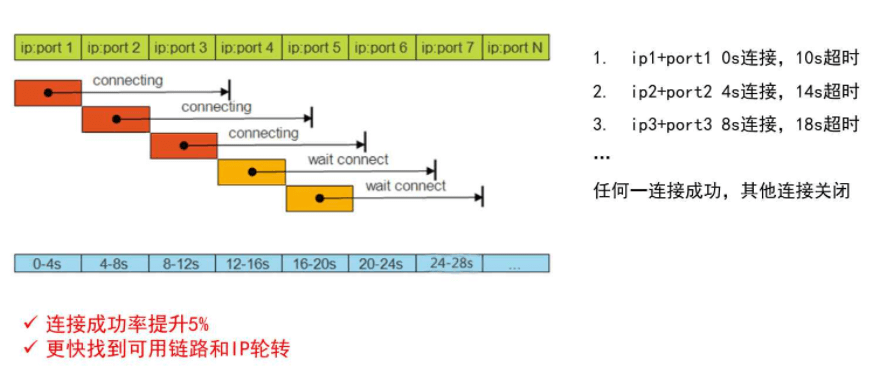 ip:port 1 ip:port 2 ip:port 3 ip:port 4 ip:port 5 ip:port 6 ip:port 7 ip:port N
connecting
connecting
connecting
wait connect
wait connect
0-4s 4-8s 8-12s 12-16s 16-20s 20-24s 24-28s ...
1. ip1+port1 0s连接，10s超时
2. ip2+port2 4s连接，14s超时
3. ip3+port3 8s连接，18s超时
…
任何一连接成功，其他连接关闭
✓ 连接成功率提升5%
✓ 更快找到可用链路和IP轮转